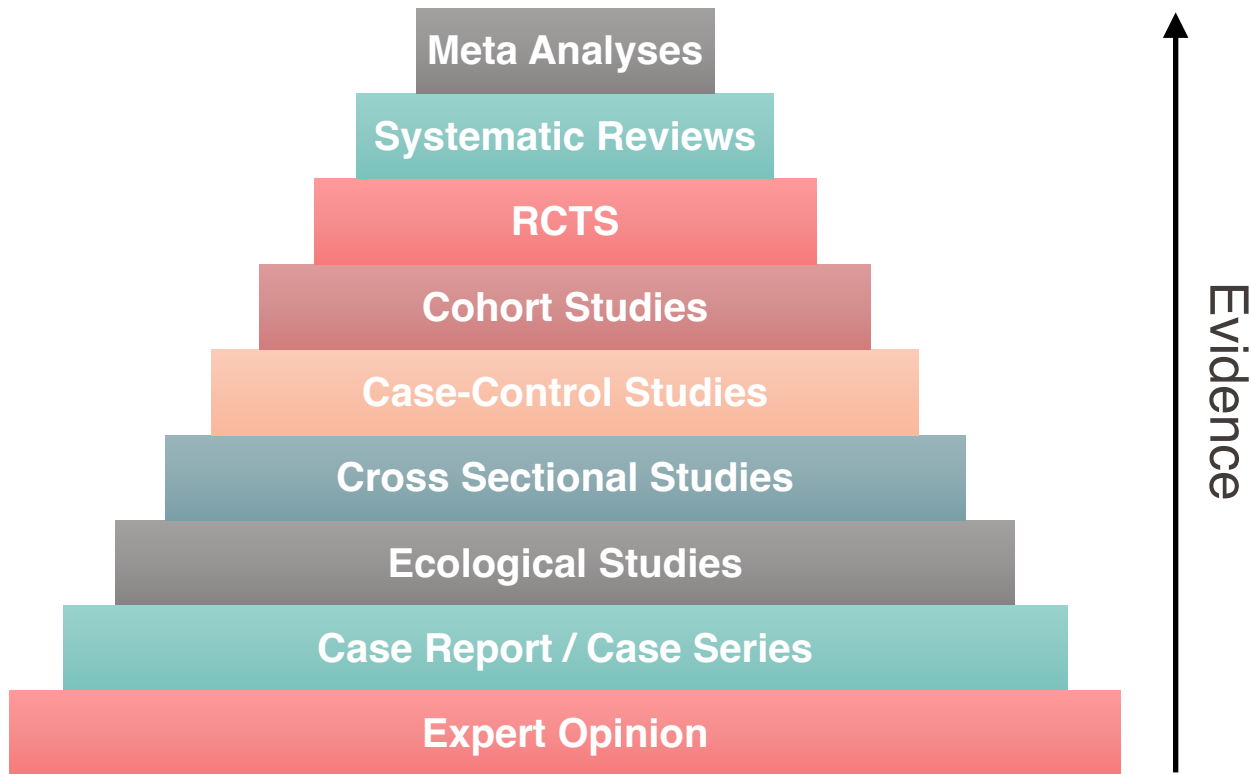 Meta Analyses
Systematic Reviews
RCTS
Cohort Studies
Case-Control Studies
Cross Sectional Studies
Ecological Studies
Case Report / Case Series
Expert Opinion
Evidence